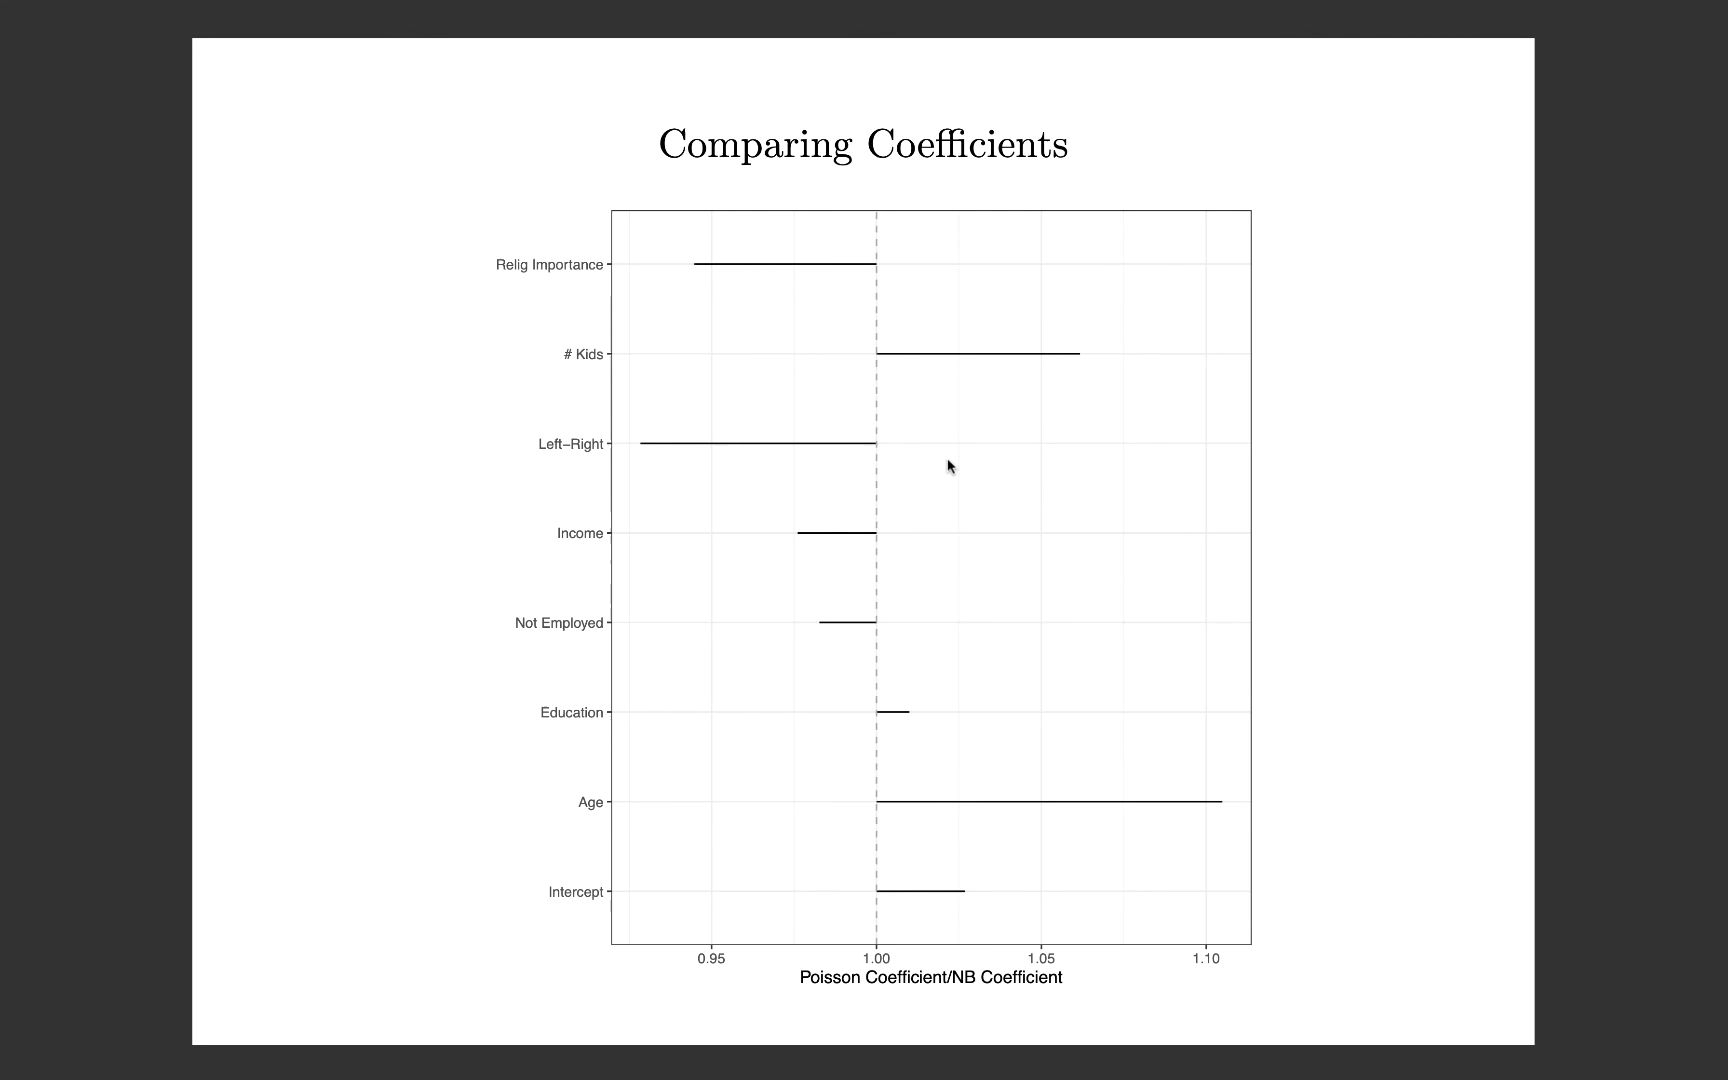 Comparing Coefficients
Relig Importance
# Kids
Left−Right
Income
Not Employed
Education
Age
Intercept
0.95 1.00 1.05 1.10
Poisson Coefficient/NB Coefficient